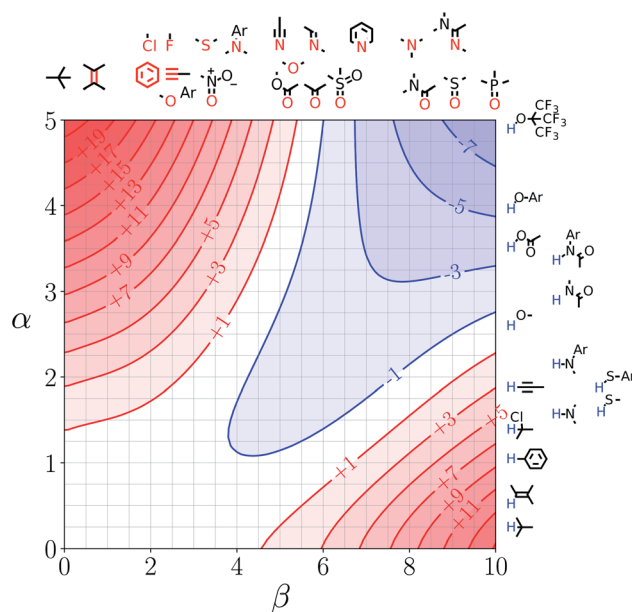 Ar N
Cl F S N N N N N N
O
N+ O O− O S O N S P
O Ar O O O O O O
5 +19 -7 H O CF3 CF3 CF3
+17
+15
4 +13 -5 H O-Ar
+11 +5 H O O Ar H N O
+9 +3 -3
3 +7 N H O
+1 H O
α
2 -1 Ar H N
H S-Ar
+5 Cl H H N H S
+3
1 +1 H
+7
+9 H
+11
0 H
0 2 4 6 8 10
β